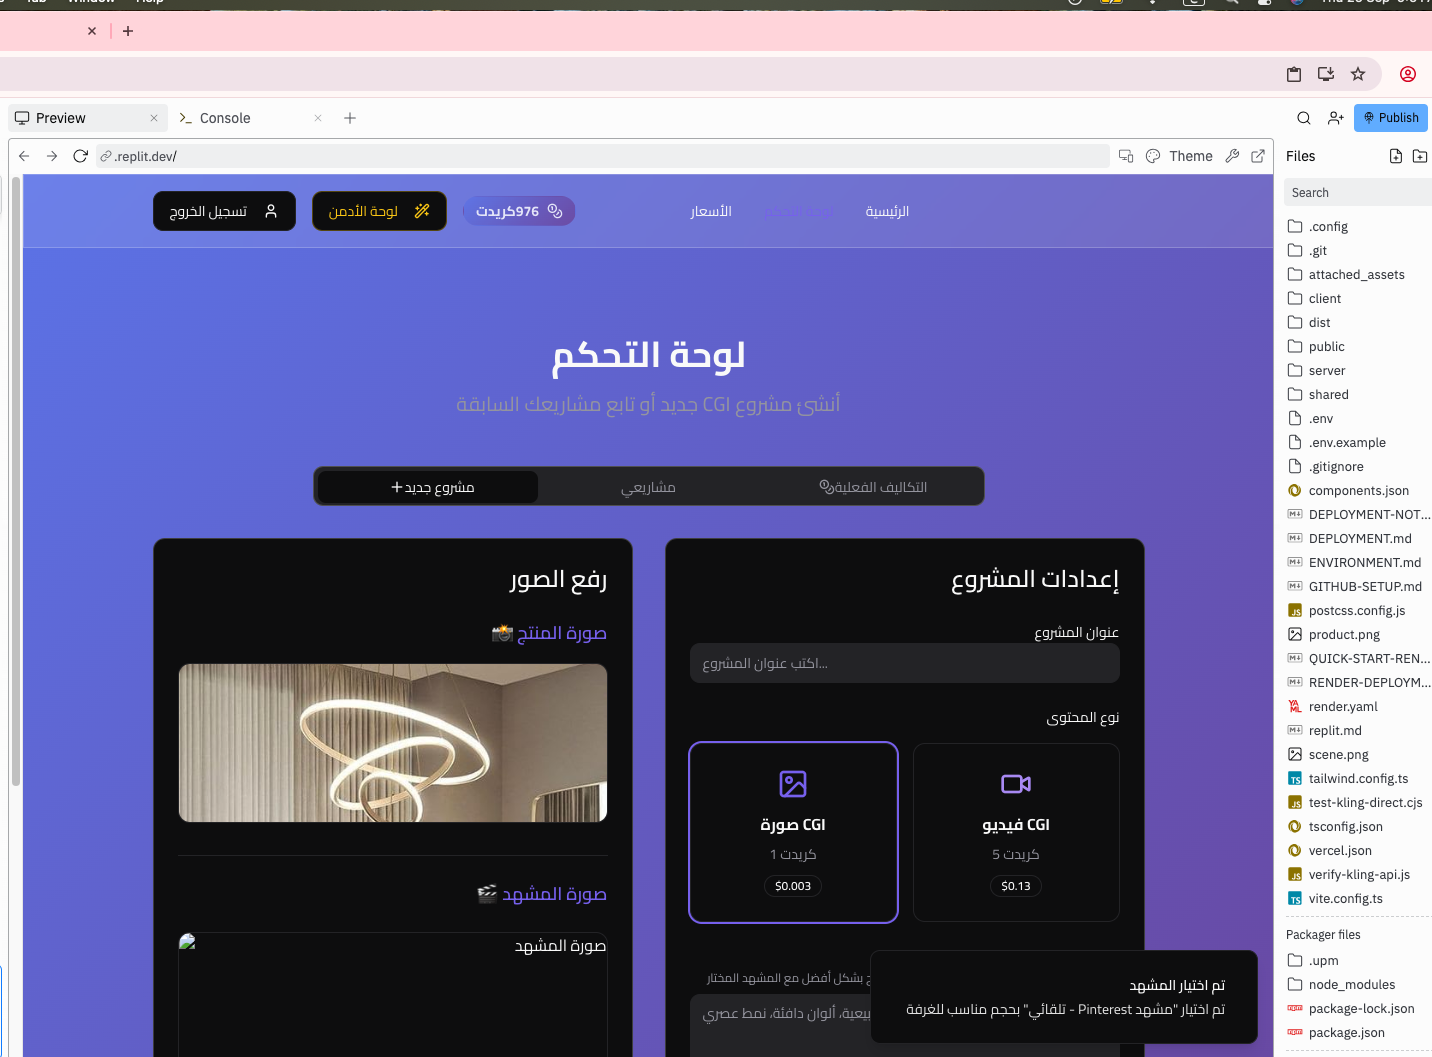 Tab Window Help
Preview
Console
Publish
.replit.dev/
Theme
Files
Search
تسجيل الخروج
لوحة الأدمن
976كريدت
الأسعار
لوحة التحكم
الرئيسية
لوحة التحكم
أنشئ مشروع CGI جديد أو تابع مشاريعك السابقة
مشروع جديد
مشاريعي
التكاليف الفعلية
إعدادات المشروع
عنوان المشروع
اكتب عنوان المشروع...
نوع المحتوى
CGI فيديو
5 كريدت
$0.13
CGI صورة
1 كريدت
$0.003
بشكل أفضل مع المشهد المختار
ألوان دافئة، نمط عصري
رفع الصور
صورة المنتج 📸
صورة المشهد 🎬
صورة المشهد
تم اختيار المشهد
تم اختيار "مشهد Pinterest - تلقائي" بحجم مناسب للغرفة
.config
.git
attached_assets
client
dist
public
server
shared
.env
.env.example
.gitignore
components.json
DEPLOYMENT-NOT...
DEPLOYMENT.md
ENVIRONMENT.md
GITHUB-SETUP.md
postcss.config.js
product.png
QUICK-START-REN...
RENDER-DEPLOYM...
render.yaml
replit.md
scene.png
tailwind.config.ts
test-kling-direct.cjs
tsconfig.json
vercel.json
verify-kling-api.js
vite.config.ts
Packager files
.upm
node_modules
package-lock.json
package.json